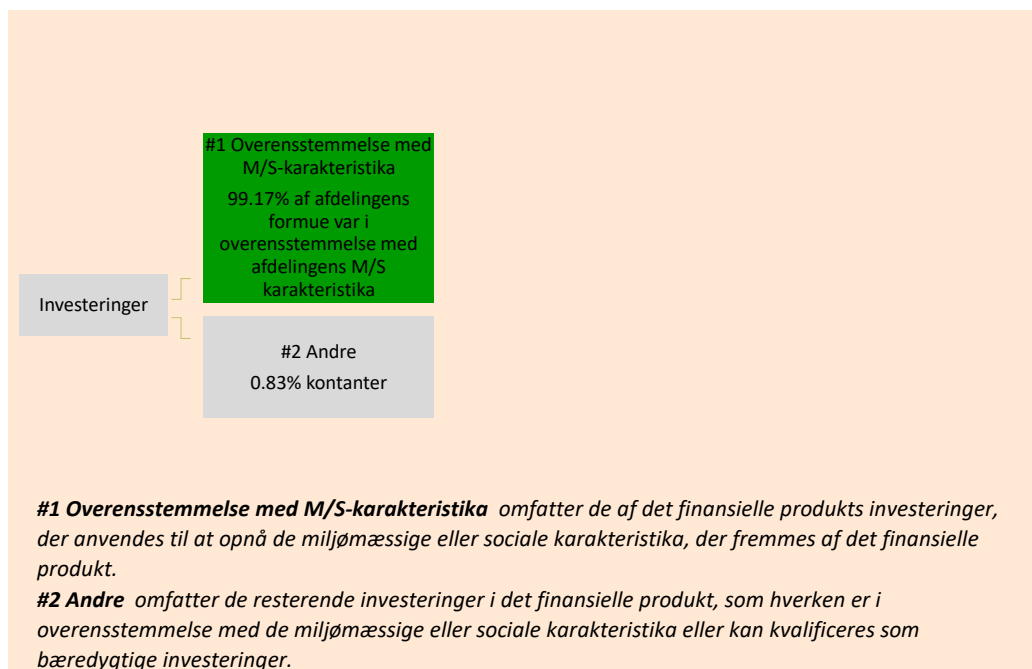 #1 Overensstemmelse med
M/S-karakteristika
99.17% af afdelingens
formue var i
overensstemmelse med
afdelingens M/S
karakteristika
Investeringer
#2 Andre
0.83% kontanter
#1 Overensstemmelse med M/S-karakteristika omfatter de af det finansielle produkts investeringer,
der anvendes til at opnå de miljømæssige eller sociale karakteristika, der fremmes af det finansielle
produkt.
#2 Andre omfatter de resterende investeringer i det finansielle produkt, som hverken er i
overensstemmelse med de miljømæssige eller sociale karakteristika eller kan kvalificeres som
bæredygtige investeringer.